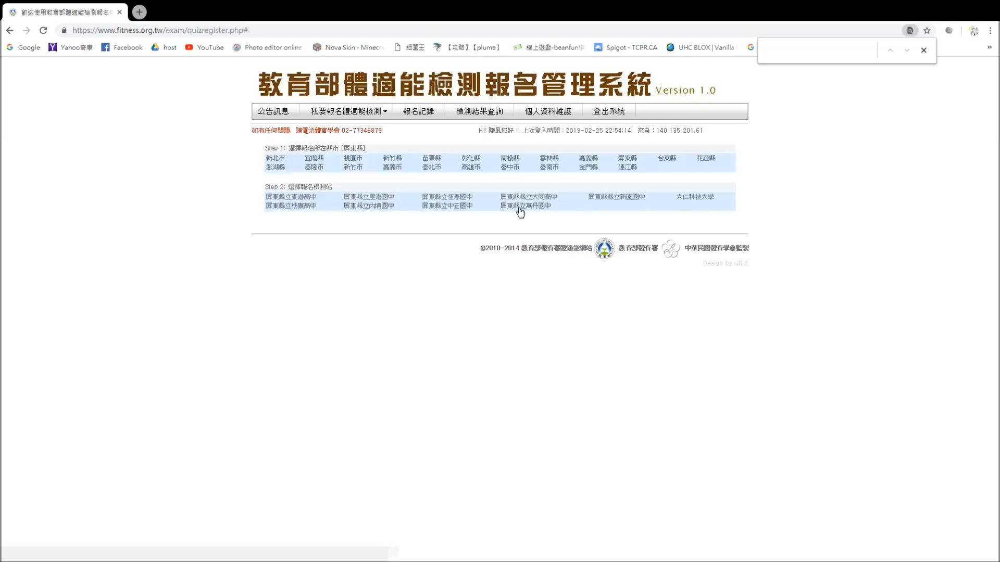 歡迎使用教育部體適能檢測報名
https://www.fitness.org.tw/exam/quizregister.php#
Google Yahoo奇摩 Facebook host YouTube Photo editor online Nova Skin - Minecr 細菌王 【攻略】【plume】 線上遊戲-beanfun! Spigot - TCPR.CA UHC BLOX | Vanilla »
教育部體適能檢測報名管理系統 Version 1.0
公告訊息 我要報名體適能檢測 報名記錄 檢測結果查詢 個人資料維護 登出系統
如有任何問題, 請電洽體育學會 02-77346879 Hi! 隨風您好！ 上次登入時間：2019-02-25 22:54:14 來自：140.135.201.61
Step 1: 選擇報名所在縣市 [屏東縣]
新北市 宜蘭縣 桃園市 新竹縣 苗栗縣 彰化縣 南投縣 雲林縣 嘉義縣 屏東縣 台東縣 花蓮縣
澎湖縣 基隆市 新竹市 嘉義市 臺北市 高雄市 臺中市 臺南市 金門縣 連江縣
Step 2: 選擇報名檢測站
屏東縣立東港高中 屏東縣立里港國中 屏東縣立恆春國中 屏東縣縣立大同高中 屏東縣縣立新園國中 大仁科技大學
屏東縣立枋寮高中 屏東縣立內埔國中 屏東縣立中正國中 屏東縣立萬丹國中
©2010-2014 教育部體育署體適能網站 教育部體育署 中華民國體育學會監製
Design by GIES